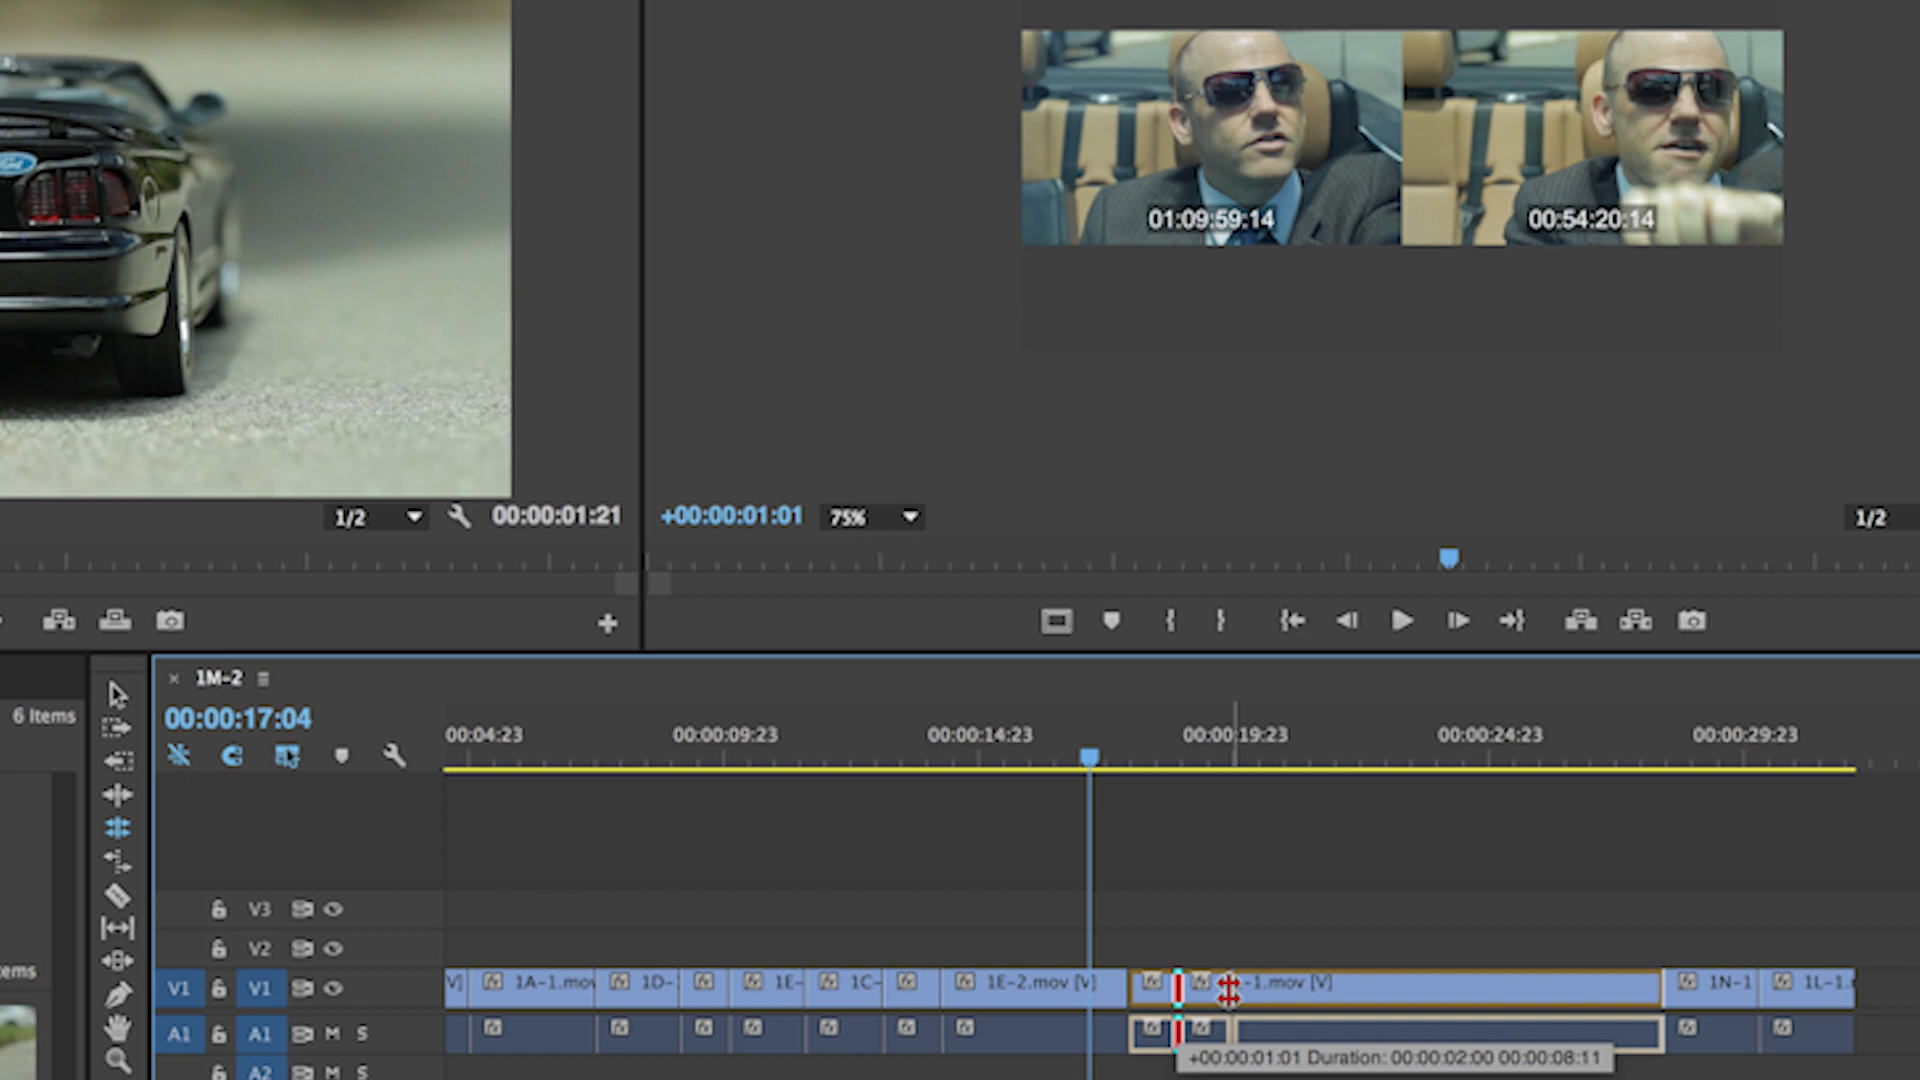 Ford
01:09:59:14
00:54:20:14
1/2
00:00:01:21
+00:00:01:01
75%
1/2
1M-2
6 Items
00:00:17:04
00:04:23
00:00:09:23
00:00:14:23
00:00:19:23
00:00:24:23
00:00:29:23
V3
V2
ems
V1
V1
V]
1A-1.mov
1D-
1E-
1C-
1E-2.mov [V]
-1.mov [V]
1N-1
1L-1.
A1
A1
M
S
+00:00:01:01 Duration: 00:00:02:00 00:00:08:11
A2
M
S